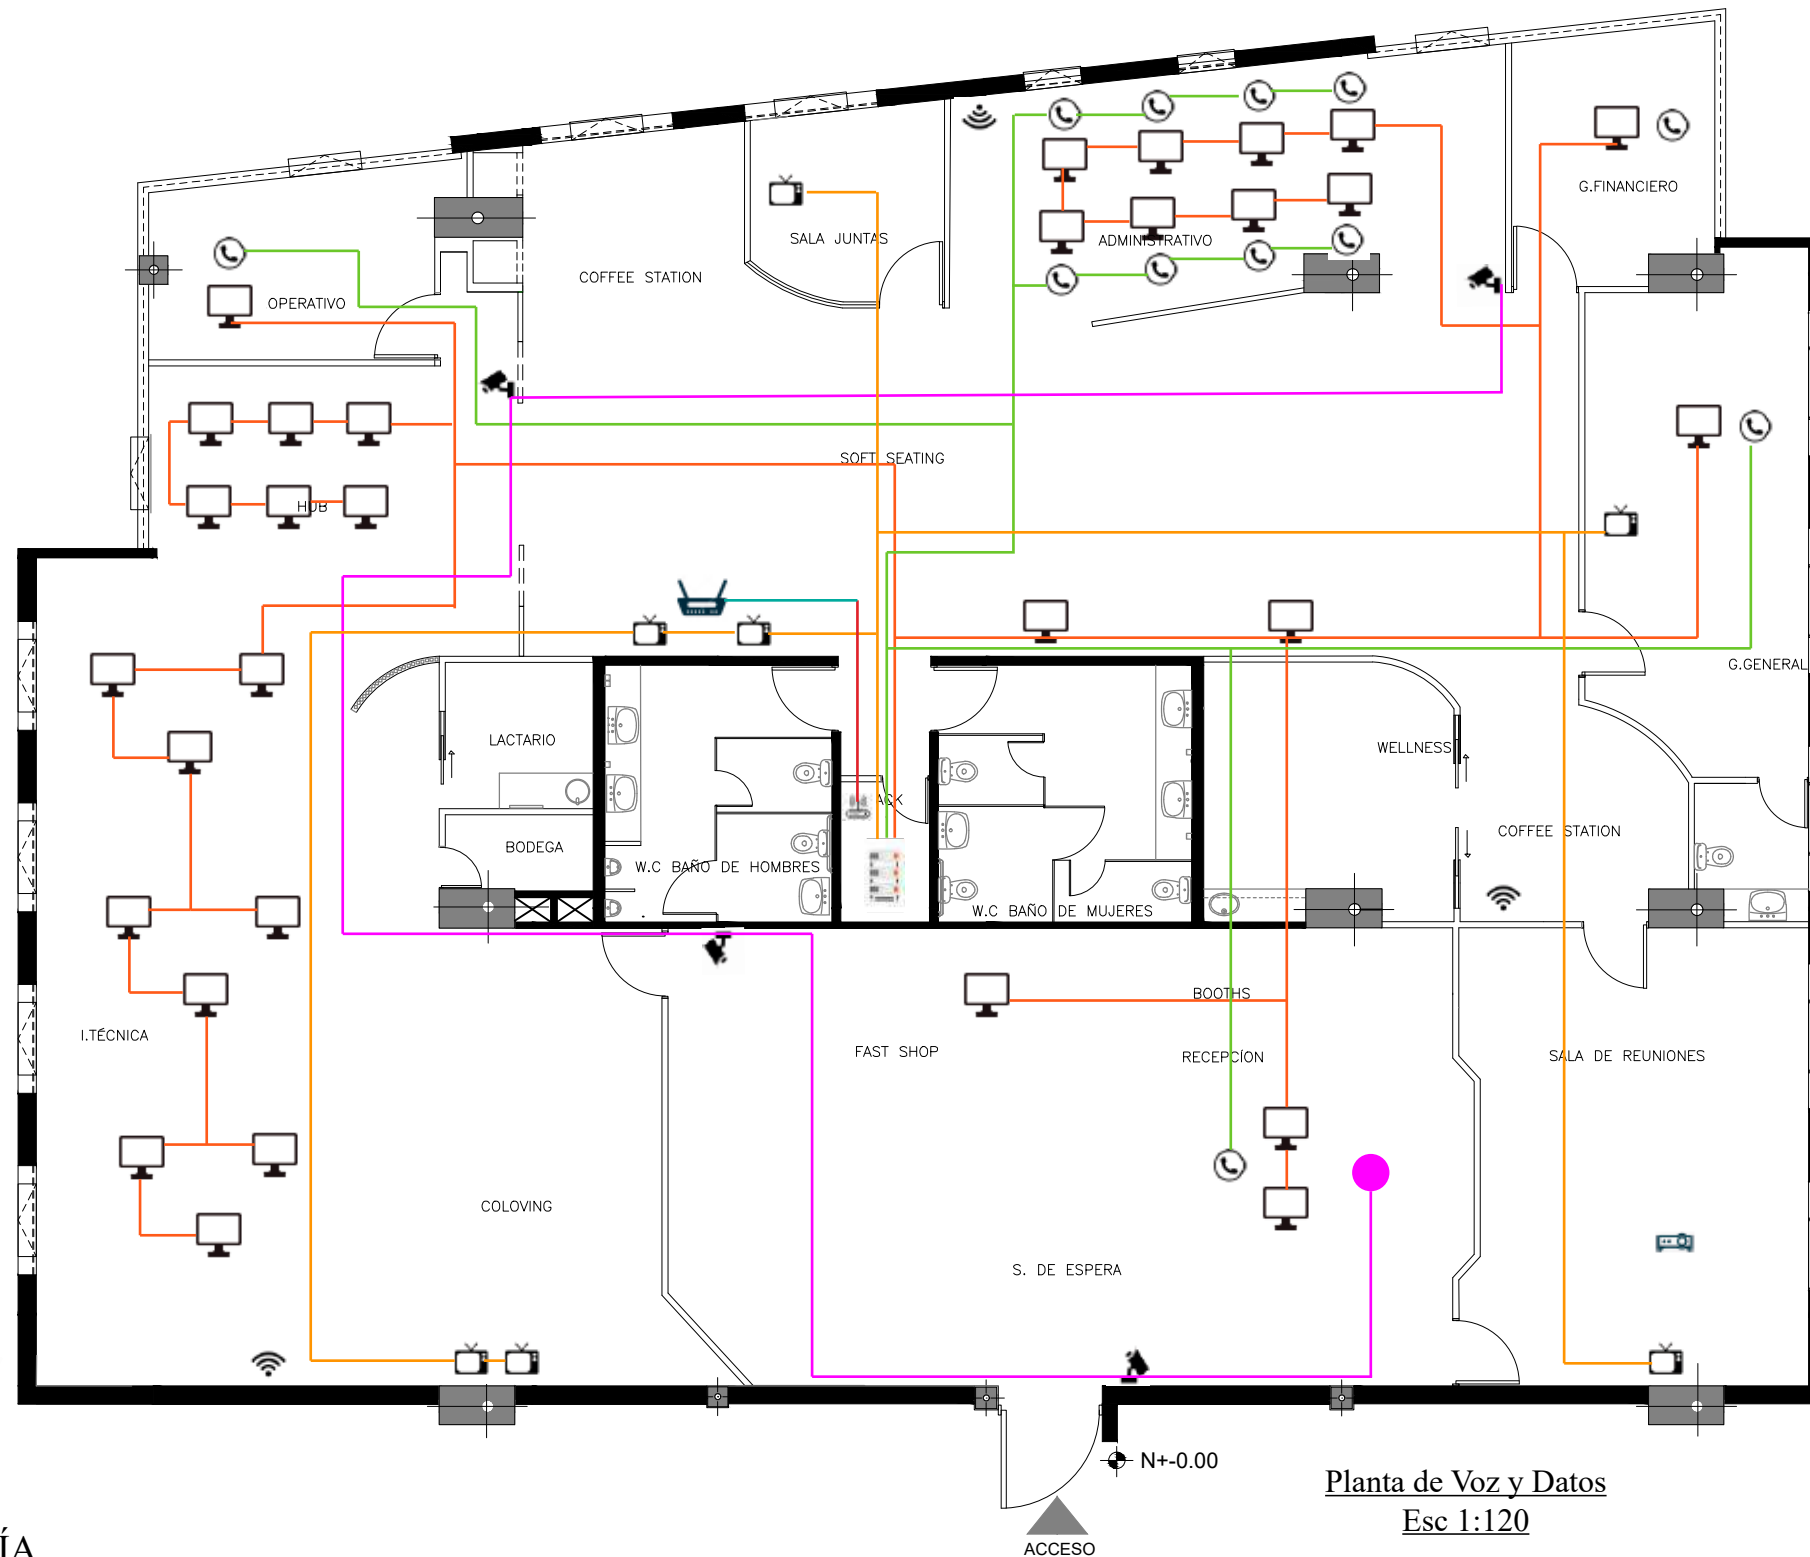 G.FINANCIERO
SALA JUNTAS
ADMINISTRATIVO
COFFEE STATION
OPERATIVO
SOFT SEATING
HUB
G.GENERAL
LACTARIO
WELLNESS
COFFEE STATION
BODEGA
W.C BAÑO DE HOMBRES
W.C BAÑO DE MUJERES
BOOTHS
I.TÉCNICA
FAST SHOP
RECEPCÍON
SALA DE REUNIONES
COLOVING
S. DE ESPERA
N+-0.00
Planta de Voz y Datos
Esc 1:120
ÍA
ACCESO